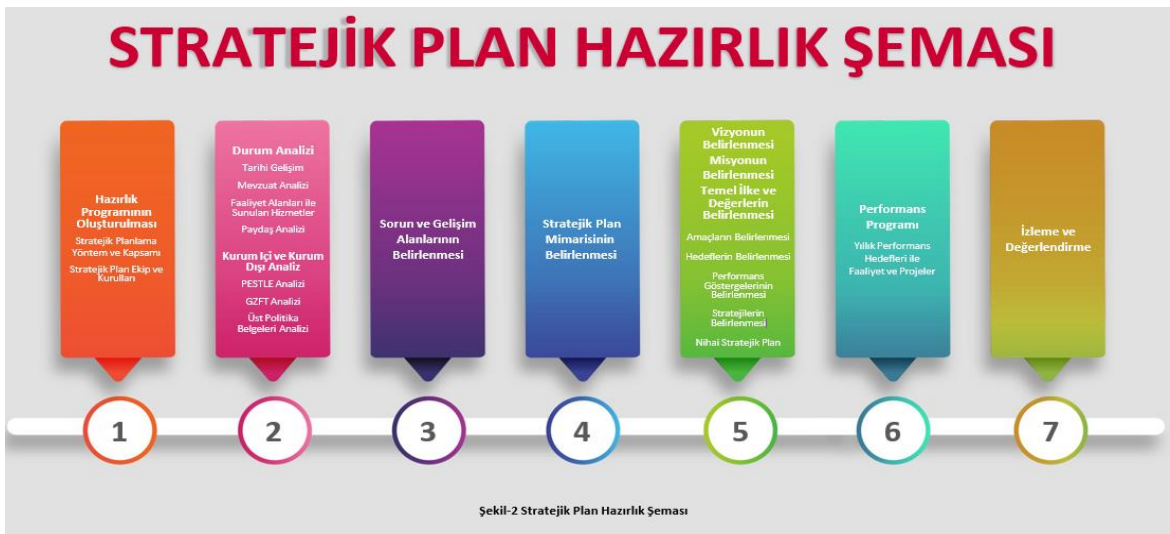 STRATEJİK PLAN HAZIRLIK ŞEMASI
Hazırlık
Programının
Oluşturulması
Stratejik Planlama
Yöntem ve Kapsamı
Stratejik Plan Ekip ve
Kurulları
1
Durum Analizi
Tarihi Gelişim
Mevzuat Analizi
Faaliyet Alanları ile
Sunulan Hizmetler
Paydaş Analizi
Kurum İçi ve Kurum
Dışı Analiz
PESTLE Analizi
GZFT Analizi
Üst Politika
Belgeleri Analizi
2
Sorun ve Gelişim
Alanlarının
Belirlenmesi
3
Stratejik Plan
Mimarisinin
Belirlenmesi
4
Vizyonun
Belirlenmesi
Misyonun
Belirlenmesi
Temel İlke ve
Değerlerin
Belirlenmesi
Amaçların Belirlenmesi
Hedeflerin Belirlenmesi
Performans
Göstergelerinin
Belirlenmesi
Stratejilerin
Belirlenmesi
Nihai Stratejik Plan
5
Performans
Programı
Yıllık Performans
Hedefleri ile
Faaliyet ve Projeler
6
İzleme ve
Değerlendirme
7
Şekil-2 Stratejik Plan Hazırlık Şeması